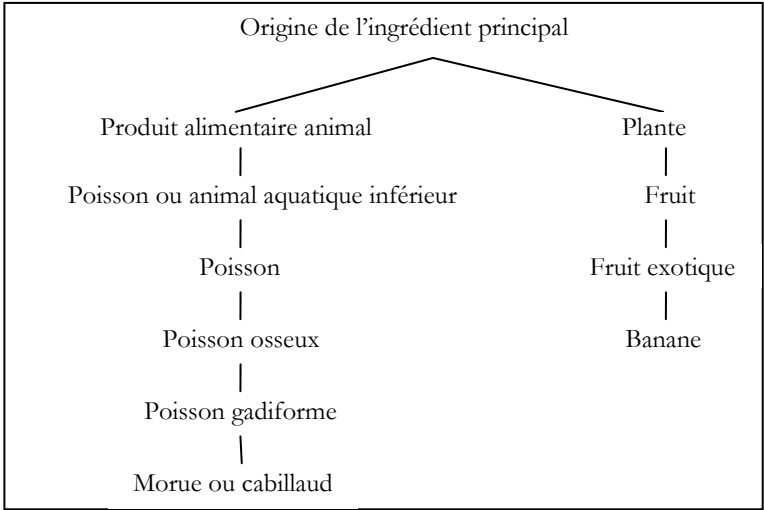 Origine de l’ingrédient principal
Produit alimentaire animal
Plante
Poisson ou animal aquatique inférieur
Fruit
Poisson
Fruit exotique
Poisson osseux
Banane
Poisson gadiforme
Morue ou cabillaud